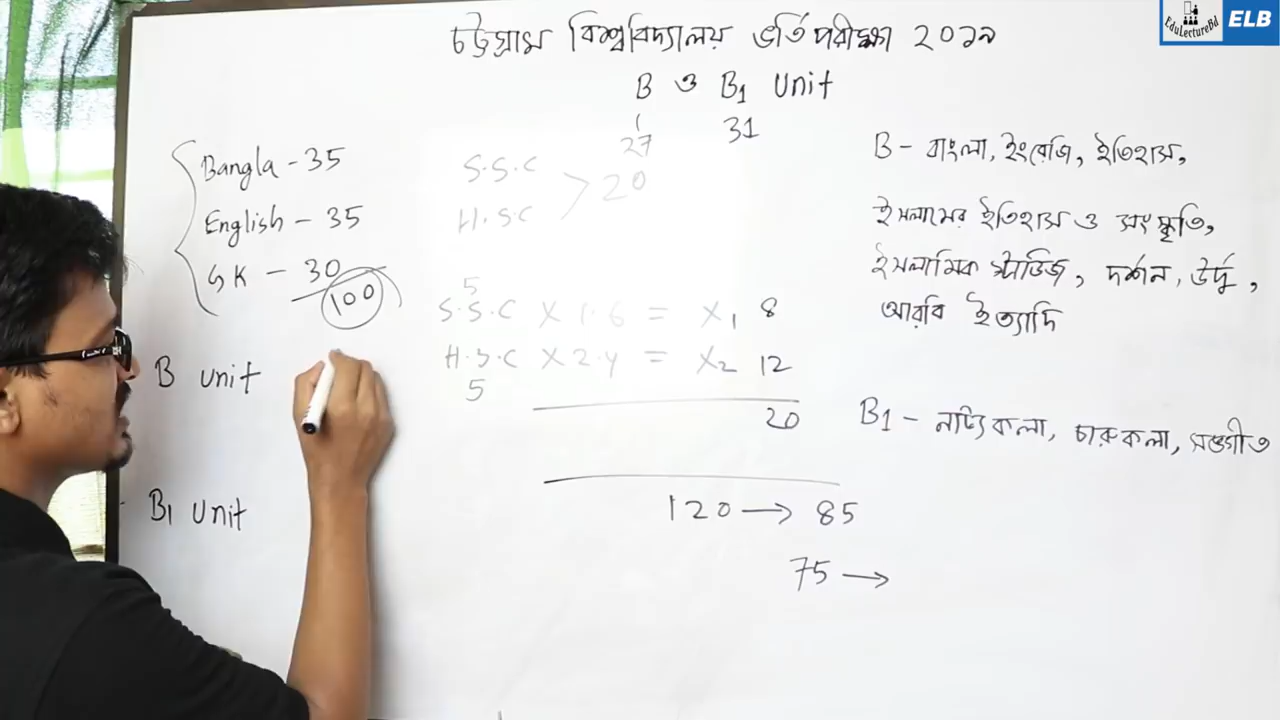 চট্টগ্রাম বিশ্ববিদ্যালয় ভর্তি পরীক্ষা ২০১৯
B ও B1 Unit
27 31
Bangla - 35
English - 35
GK - 30
100
S.S.C
H.S.C > 20
5
S.S.C X 1.6 = X1 8
H.S.C X 2.4 = X2 12
5
20
120 → 85
75 →
B unit
B1 Unit
B - বাংলা, ইংরেজি, ইতিহাস,
ইসলামের ইতিহাস ও সংস্কৃতি,
ইসলামিক স্টাডিজ, দর্শন, উর্দু,
আরবি ইত্যাদি
B1 - নাট্যকলা, চারুকলা, সঙ্গীত
EduLectureBd ELB